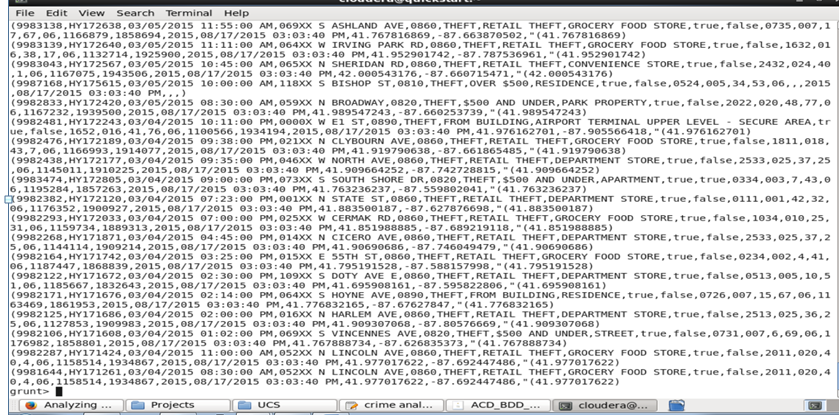 cloudera@quickstart:~
File Edit View Search Terminal Help
(9983138,HY172638,03/05/2015 11:55:00 AM,069XX S ASHLAND AVE,0860,THEFT,RETAIL THEFT,GROCERY FOOD STORE,true,false,0735,007,1
7,67,06,1166879,1858694,2015,08/17/2015 03:03:40 PM,41.767816869,-87.663870502,"(41.767816869)
(9983139,HY172640,03/05/2015 11:11:00 AM,064XX W IRVING PARK RD,0860,THEFT,RETAIL THEFT,GROCERY FOOD STORE,true,false,1632,01
6,38,17,06,1132714,1925900,2015,08/17/2015 03:03:40 PM,41.952901742,-87.787536961,"(41.952901742)
(9983043,HY172567,03/05/2015 10:45:00 AM,065XX N SHERIDAN RD,0860,THEFT,RETAIL THEFT,CONVENIENCE STORE,true,false,2432,024,40
,1,06,1167075,1943506,2015,08/17/2015 03:03:40 PM,42.000543176,-87.660715471,"(42.000543176)
(9987168,HY175615,03/05/2015 10:00:00 AM,118XX S BISHOP ST,0810,THEFT,OVER $500,RESIDENCE,true,false,0524,005,34,53,06,,,2015
,08/17/2015 03:03:40 PM,,,)
(9982833,HY172420,03/05/2015 08:30:00 AM,059XX N BROADWAY,0820,THEFT,$500 AND UNDER,PARK PROPERTY,true,false,2022,020,48,77,0
6,1167232,1939500,2015,08/17/2015 03:03:40 PM,41.989547243,-87.660253739,"(41.989547243)
(9982481,HY172243,03/04/2015 10:11:00 PM,0000X W E1 ST,0890,THEFT,FROM BUILDING,AIRPORT TERMINAL UPPER LEVEL - SECURE AREA,tr
ue,false,1652,016,41,76,06,1100566,1934194,2015,08/17/2015 03:03:40 PM,41.976162701,-87.905566418,"(41.976162701)
(9982476,HY172189,03/04/2015 09:38:00 PM,021XX N CLYBOURN AVE,0860,THEFT,RETAIL THEFT,GROCERY FOOD STORE,true,false,1811,018,
43,7,06,1166993,1914077,2015,08/17/2015 03:03:40 PM,41.919790638,-87.661865485,"(41.919790638)
(9982438,HY172177,03/04/2015 09:35:00 PM,046XX W NORTH AVE,0860,THEFT,RETAIL THEFT,DEPARTMENT STORE,true,false,2533,025,37,25
,06,1145011,1910225,2015,08/17/2015 03:03:40 PM,41.909664252,-87.742728815,"(41.909664252)
(9983474,HY172805,03/04/2015 09:00:00 PM,073XX S SOUTH SHORE DR,0820,THEFT,$500 AND UNDER,APARTMENT,true,true,0334,003,7,43,0
6,1195284,1857263,2015,08/17/2015 03:03:40 PM,41.763236237,-87.559802041,"(41.763236237)
(9982382,HY172120,03/04/2015 07:23:00 PM,001XX N STATE ST,0860,THEFT,RETAIL THEFT,DEPARTMENT STORE,true,false,0111,001,42,32,
06,1176352,1900927,2015,08/17/2015 03:03:40 PM,41.883500187,-87.627876698,"(41.883500187)
(9982293,HY172033,03/04/2015 07:00:00 PM,025XX W CERMAK RD,0860,THEFT,RETAIL THEFT,GROCERY FOOD STORE,true,false,1034,010,25,
31,06,1159734,1889313,2015,08/17/2015 03:03:40 PM,41.851988885,-87.689219118,"(41.851988885)
(9982268,HY171871,03/04/2015 04:45:00 PM,014XX N CICERO AVE,0860,THEFT,RETAIL THEFT,DEPARTMENT STORE,true,false,2533,025,37,2
5,06,1144114,1909214,2015,08/17/2015 03:03:40 PM,41.90690686,-87.746049479,"(41.90690686)
(9982164,HY171742,03/04/2015 03:25:00 PM,015XX E 55TH ST,0860,THEFT,RETAIL THEFT,GROCERY FOOD STORE,true,false,0234,002,4,41,
06,1187447,1868839,2015,08/17/2015 03:03:40 PM,41.795191528,-87.588157998,"(41.795191528)
(9982122,HY171672,03/04/2015 02:30:00 PM,109XX S DOTY AVE E,0860,THEFT,RETAIL THEFT,DEPARTMENT STORE,true,false,0513,005,10,5
1,06,1185667,1832643,2015,08/17/2015 03:03:40 PM,41.695908161,-87.595822806,"(41.695908161)
(9982171,HY171676,03/04/2015 02:14:00 PM,064XX S HOYNE AVE,0890,THEFT,FROM BUILDING,RESIDENCE,true,false,0726,007,15,67,06,11
63469,1861953,2015,08/17/2015 03:03:40 PM,41.776832165,-87.67627847,"(41.776832165)
(9982125,HY171686,03/04/2015 02:00:00 PM,016XX N HARLEM AVE,0860,THEFT,RETAIL THEFT,DEPARTMENT STORE,true,false,2513,025,36,2
5,06,1127853,1909983,2015,08/17/2015 03:03:40 PM,41.909307068,-87.80576669,"(41.909307068)
(9982106,HY171608,03/04/2015 01:02:00 PM,069XX S VINCENNES AVE,0820,THEFT,$500 AND UNDER,STREET,true,false,0731,007,6,69,06,1
176982,1858801,2015,08/17/2015 03:03:40 PM,41.767888734,-87.626835373,"(41.767888734)
(9982287,HY171424,03/04/2015 11:00:00 AM,052XX N LINCOLN AVE,0860,THEFT,RETAIL THEFT,GROCERY FOOD STORE,true,false,2011,020,4
0,4,06,1158514,1934867,2015,08/17/2015 03:03:40 PM,41.977017622,-87.692447486,"(41.977017622)
(9981644,HY171261,03/04/2015 08:30:00 AM,052XX N LINCOLN AVE,0860,THEFT,RETAIL THEFT,GROCERY FOOD STORE,true,false,2011,020,4
0,4,06,1158514,1934867,2015,08/17/2015 03:03:40 PM,41.977017622,-87.692447486,"(41.977017622)
grunt>
Analyzing ... Projects UCS crime anal... ACD_BDD_... cloudera@...